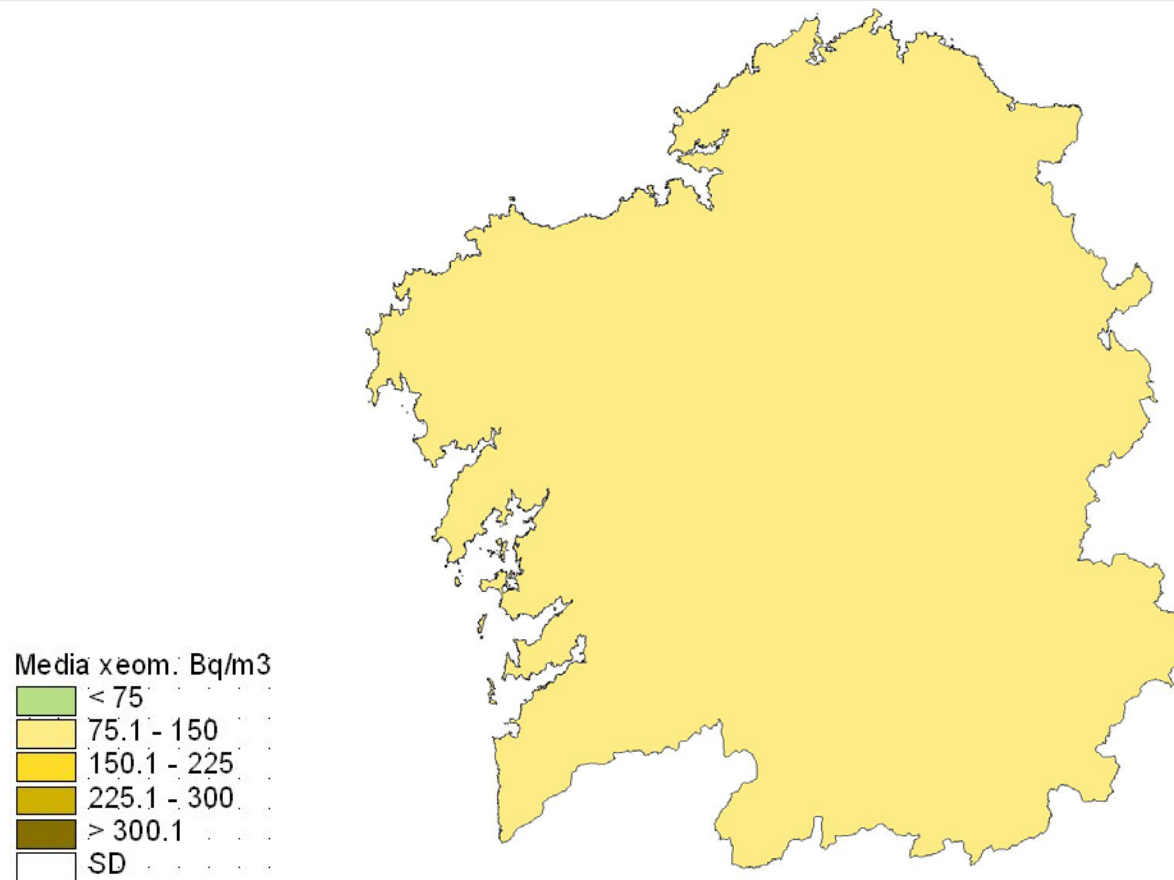 Media xeom. Bq/m3
< 75
75.1 - 150
150.1 - 225
225.1 - 300
> 300.1
SD